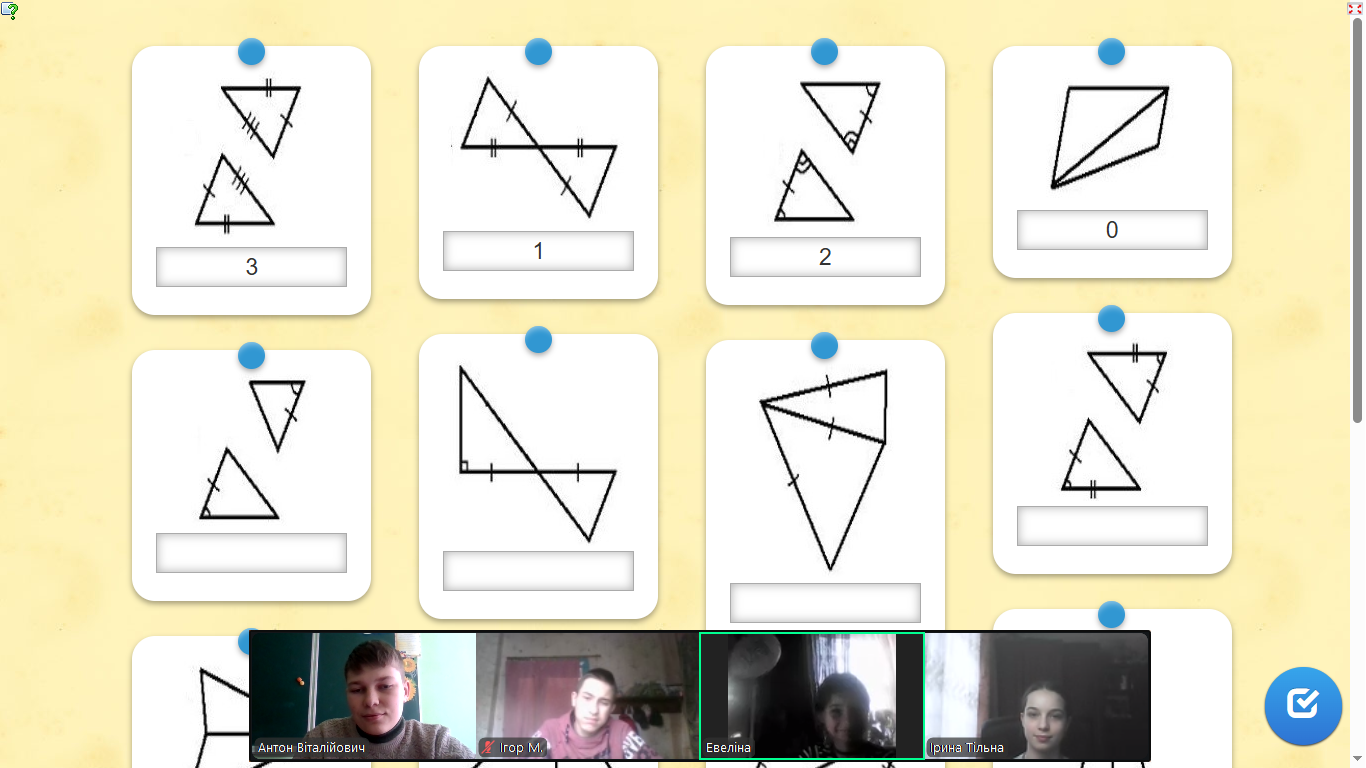 3
1
2
0
Антон Віталійович
Ігор М.
Евеліна
Ірина Тільна